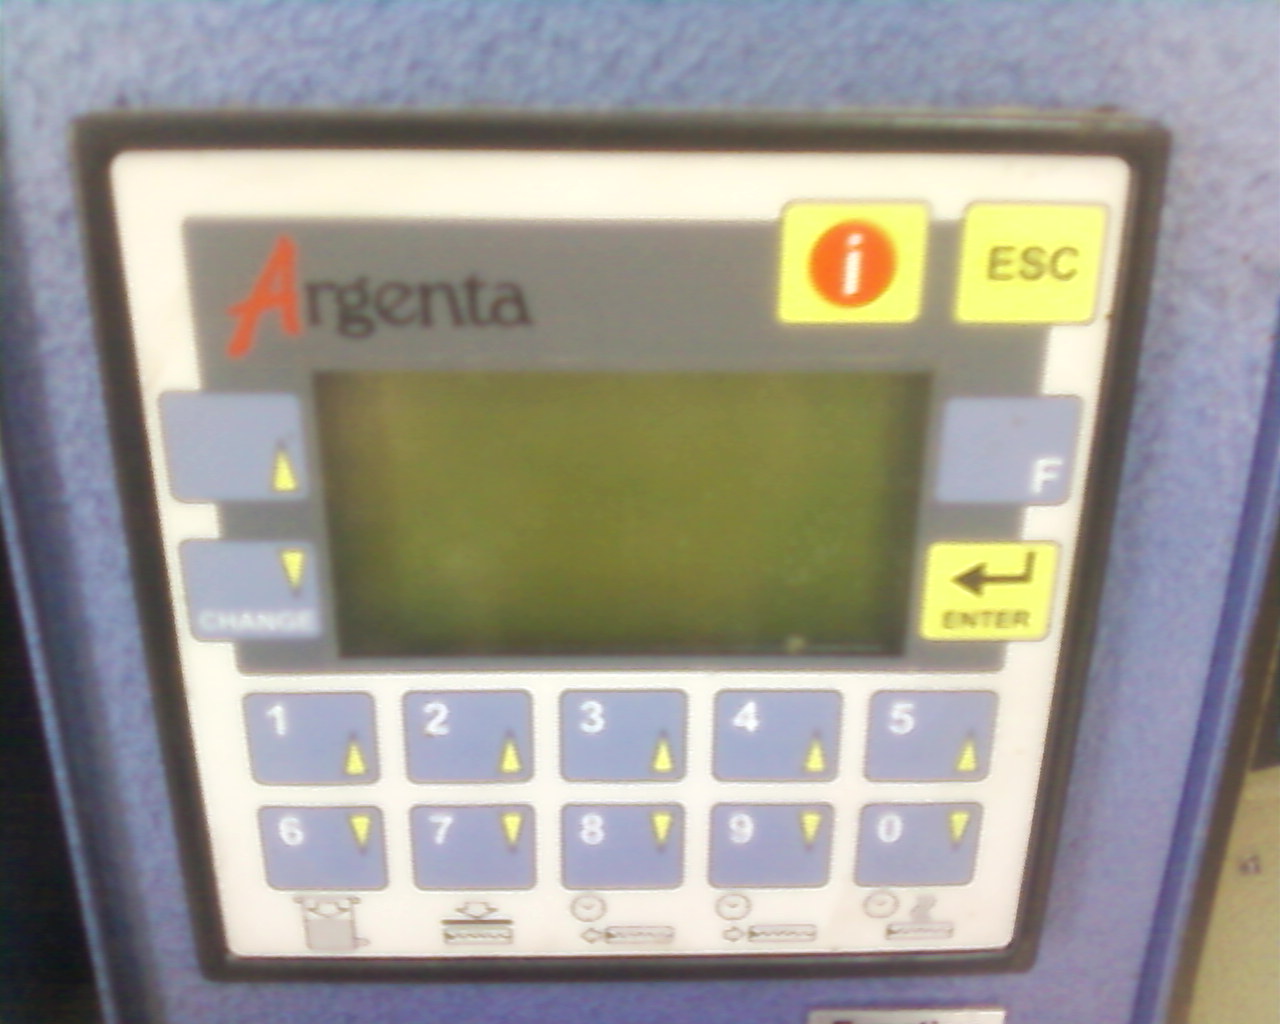 Argenta
i
ESC
F
CHANGE
ENTER
1 2 3 4 5
6 7 8 9 0